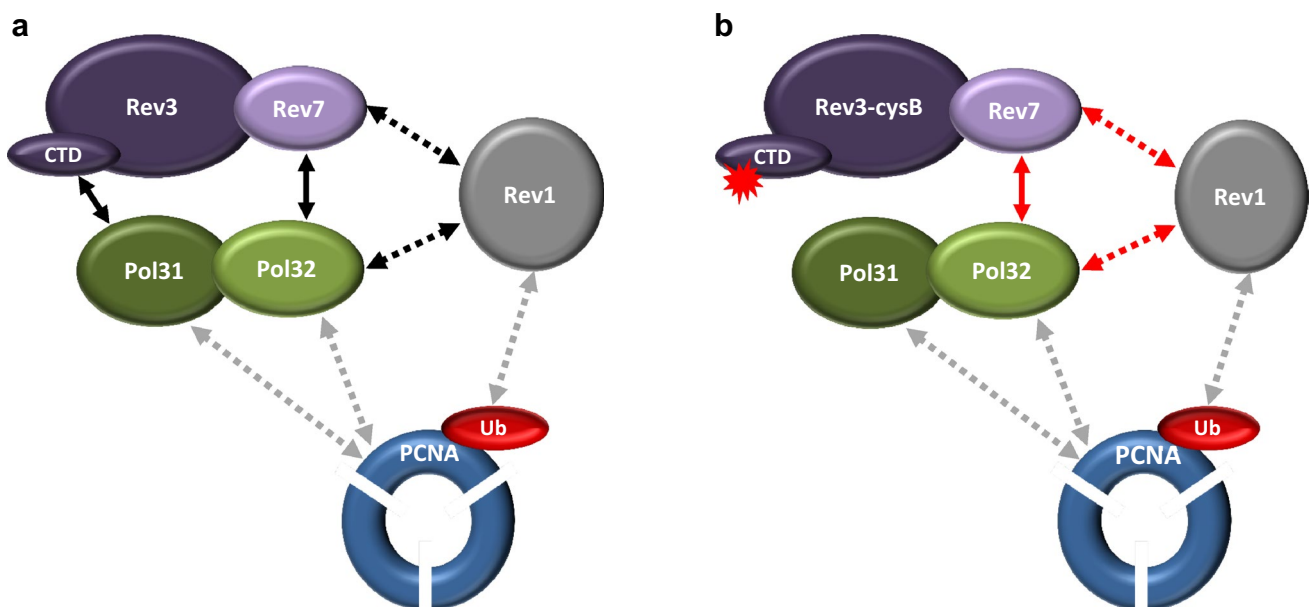 a
Rev3
Rev7
CTD
Rev1
Pol31
Pol32
Ub
PCNA
b
Rev3-cysB
Rev7
CTD
Rev1
Pol31
Pol32
Ub
PCNA